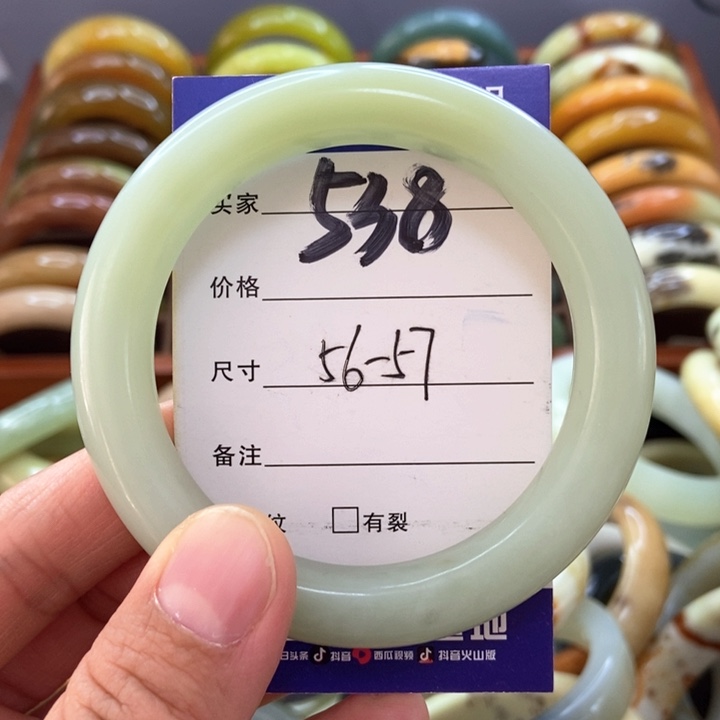 买家 538
价格
尺寸 56-57
备注
纹 □有裂
地
抖音 西瓜视频 抖音火山版